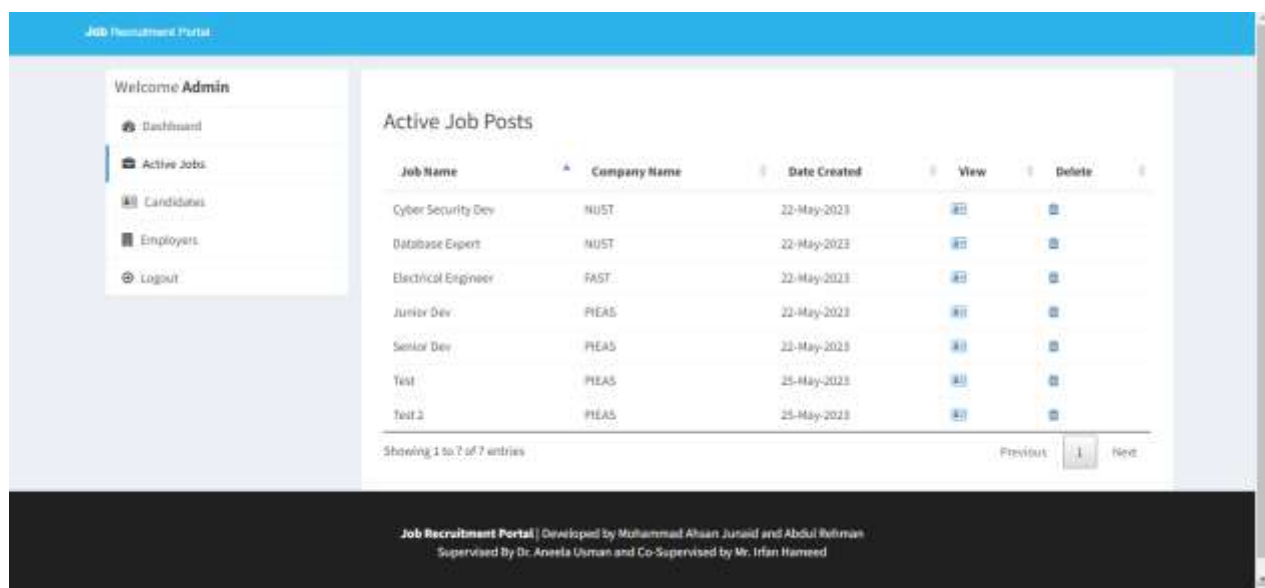 Job Recruitment Portal
Welcome Admin
Dashboard
Active Jobs
Candidates
Employers
Logout
Active Job Posts
Job Name Company Name Date Created View Delete
Cyber Security Dev NUST 22-May-2023
Database Expert NUST 22-May-2023
Electrical Engineer FAST 22-May-2023
Junior Dev PIEAS 22-May-2023
Senior Dev PIEAS 22-May-2023
Test PIEAS 25-May-2023
Test 2 PIEAS 25-May-2023
Showing 1 to 7 of 7 entries
Previous 1 Next
Job Recruitment Portal | Developed by Mohammad Ahsan Junaid and Abdul Rehman
Supervised By Dr. Aneela Usman and Co-Supervised by Mr. Irfan Hameed